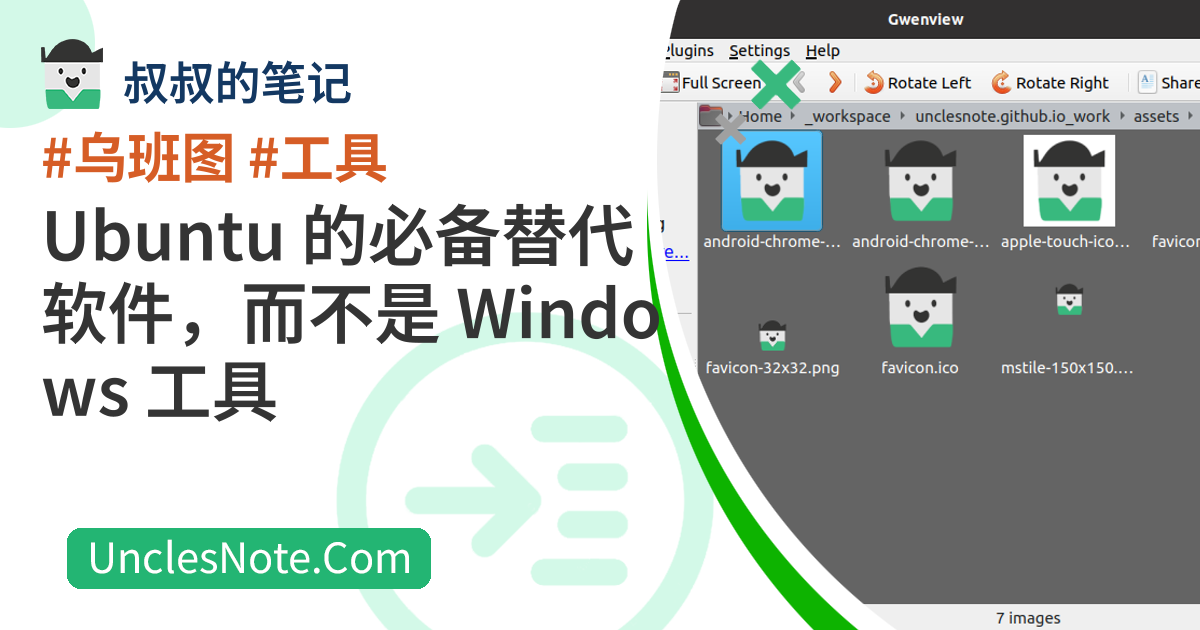 叔叔的笔记
#乌班图 #工具
Ubuntu 的必备替代
软件，而不是 Windo
ws 工具
UnclesNote.Com
Gwenview
Plugins Settings Help
Full Screen Rotate Left Rotate Right Share
Home _workspace unclesnote.github.io_work assets
android-chrome-... android-chrome-... apple-touch-ico... favicon
e...
favicon-32x32.png favicon.ico mstile-150x150....
7 images